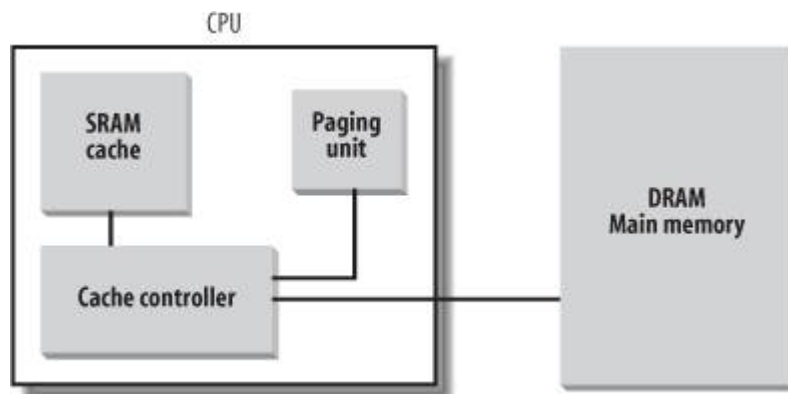 CPU
SRAM
cache
Paging
unit
DRAM
Main memory
Cache controller